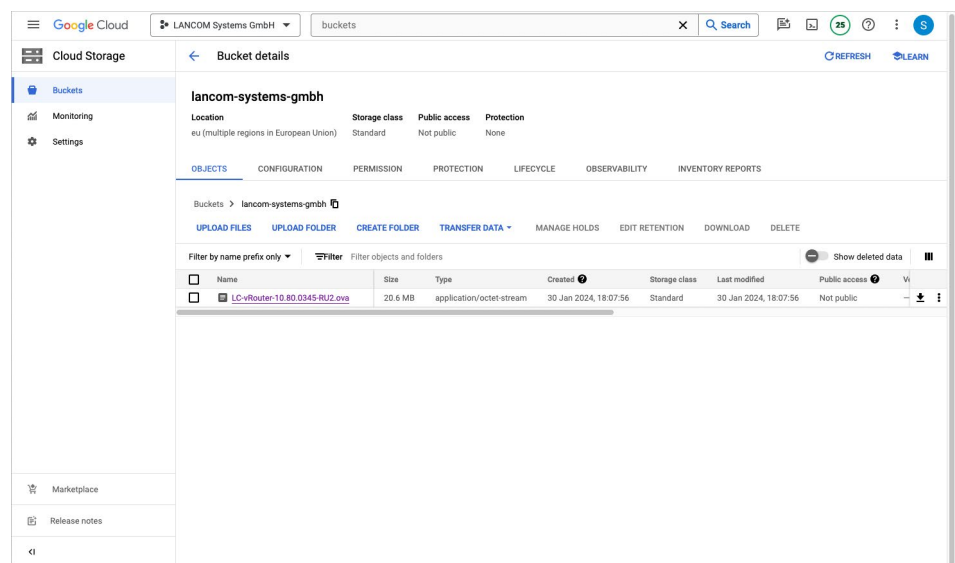 Google Cloud LANCOM Systems GmbH buckets Search 25 S
Cloud Storage Bucket details REFRESH LEARN
Buckets
Monitoring
Settings
lancom-systems-gmbh
Location Storage class Public access Protection
eu (multiple regions in European Union) Standard Not public None
OBJECTS CONFIGURATION PERMISSION PROTECTION LIFECYCLE OBSERVABILITY INVENTORY REPORTS
Buckets > lancom-systems-gmbh
UPLOAD FILES UPLOAD FOLDER CREATE FOLDER TRANSFER DATA MANAGE HOLDS EDIT RETENTION DOWNLOAD DELETE
Filter by name prefix only Filter Filter objects and folders Show deleted data
Name Size Type Created Storage class Last modified Public access
LC-vRouter-10.80.0345-RU2.ova 20.6 MB application/octet-stream 30 Jan 2024, 18:07:56 Standard 30 Jan 2024, 18:07:56 Not public —
Marketplace
Release notes